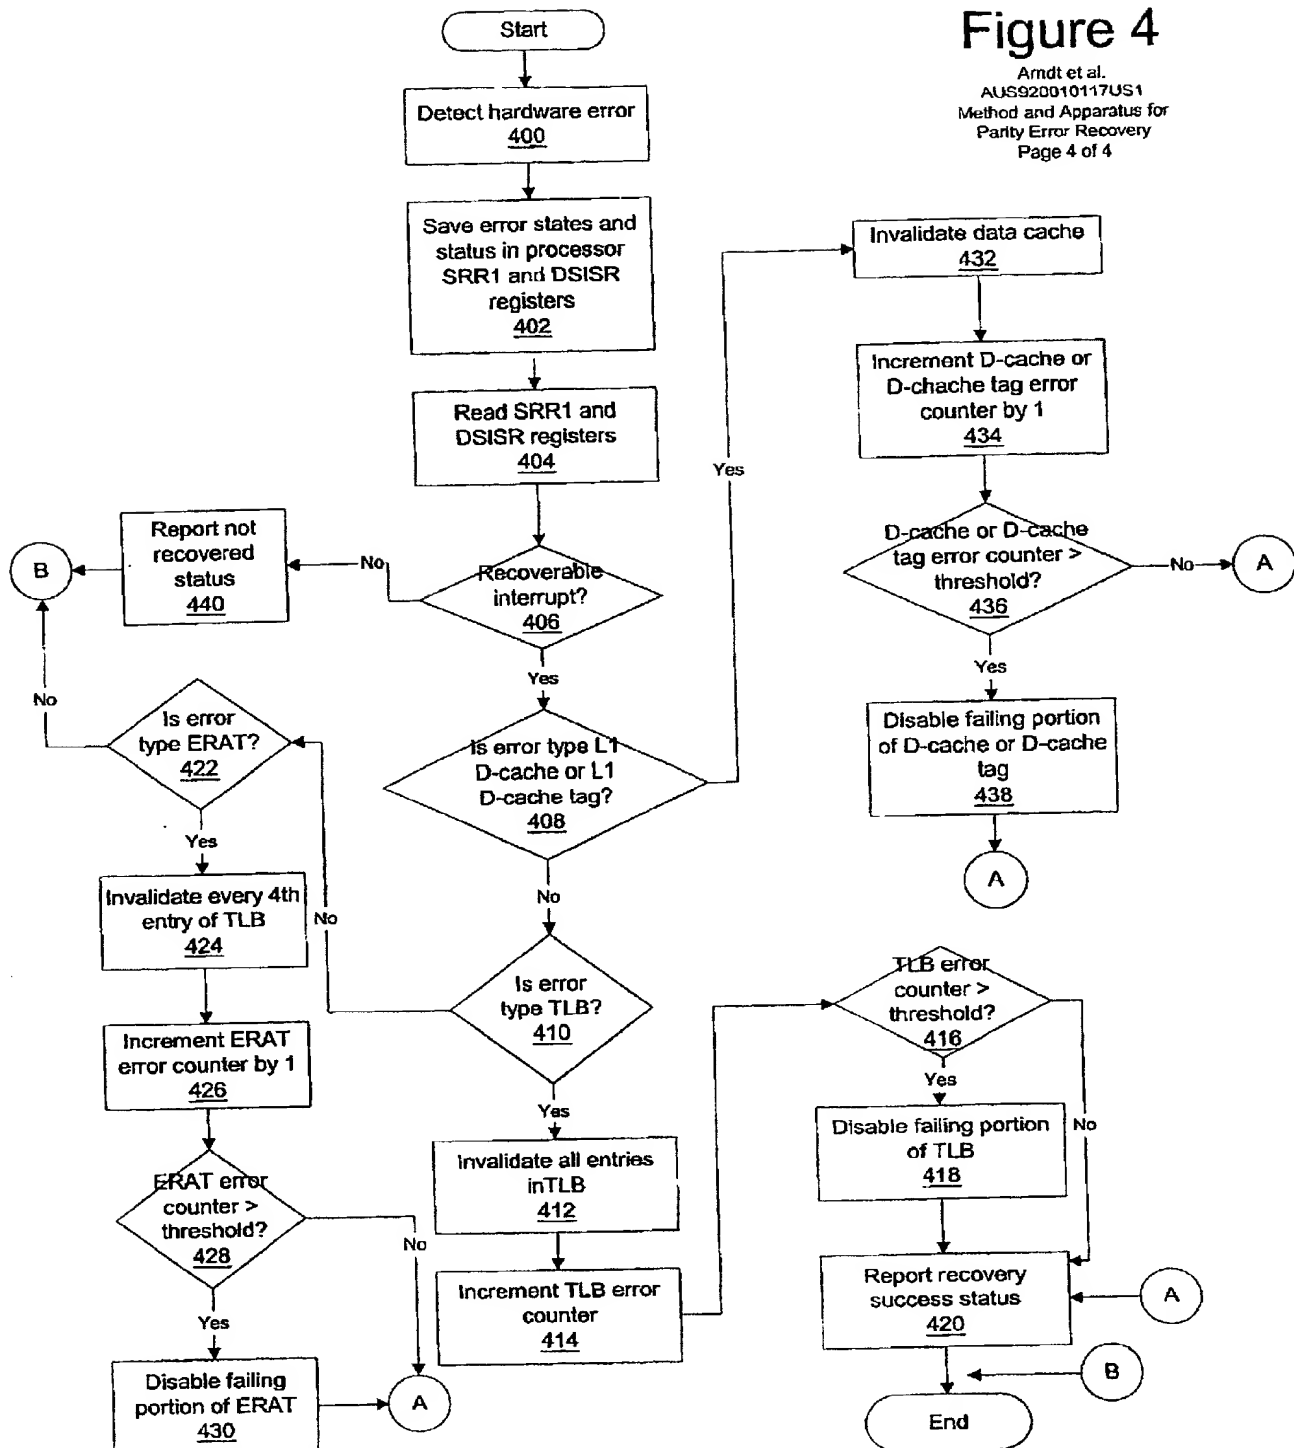 Figure 4
Arndt et al.
AUS920010117US1
Method and Apparatus for
Parity Error Recovery
Page 4 of 4
Start
Detect hardware error
400
Save error states and
status in processor
SRR1 and DSISR
registers
402
Read SRR1 and
DSISR registers
404
Recoverable
interrupt?
406
No
Report not
recovered
status
440
B
Yes
Is error type L1
D-cache or L1
D-cache tag?
408
Yes
Invalidate data cache
432
Increment D-cache or
D-chache tag error
counter by 1
434
D-cache or D-cache
tag error counter >
threshold?
436
No
A
Yes
Disable failing portion
of D-cache or D-cache
tag
438
A
No
Is error
type TLB?
410
No
Is error
type ERAT?
422
No
Yes
Invalidate every 4th
entry of TLB
424
Increment ERAT
error counter by 1
426
ERAT error
counter >
threshold?
428
No
Yes
Disable failing
portion of ERAT
430
A
Yes
Invalidate all entries
inTLB
412
Increment TLB error
counter
414
TLB error
counter >
threshold?
416
Yes
No
Disable failing portion
of TLB
418
Report recovery
success status
420
A
B
End